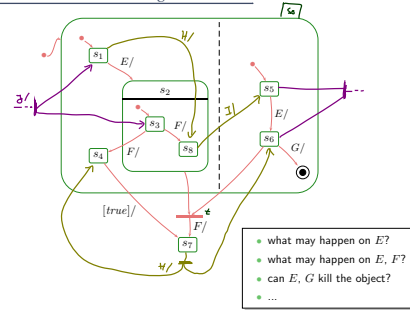 s0
H/
s1
E/
s2
J/
s3
F/
I/
s5
E/
s8
F/
s4
s6
G/
[true]/
t
F/
s7
H/
what may happen on E?
what may happen on E, F?
can E, G kill the object?
...